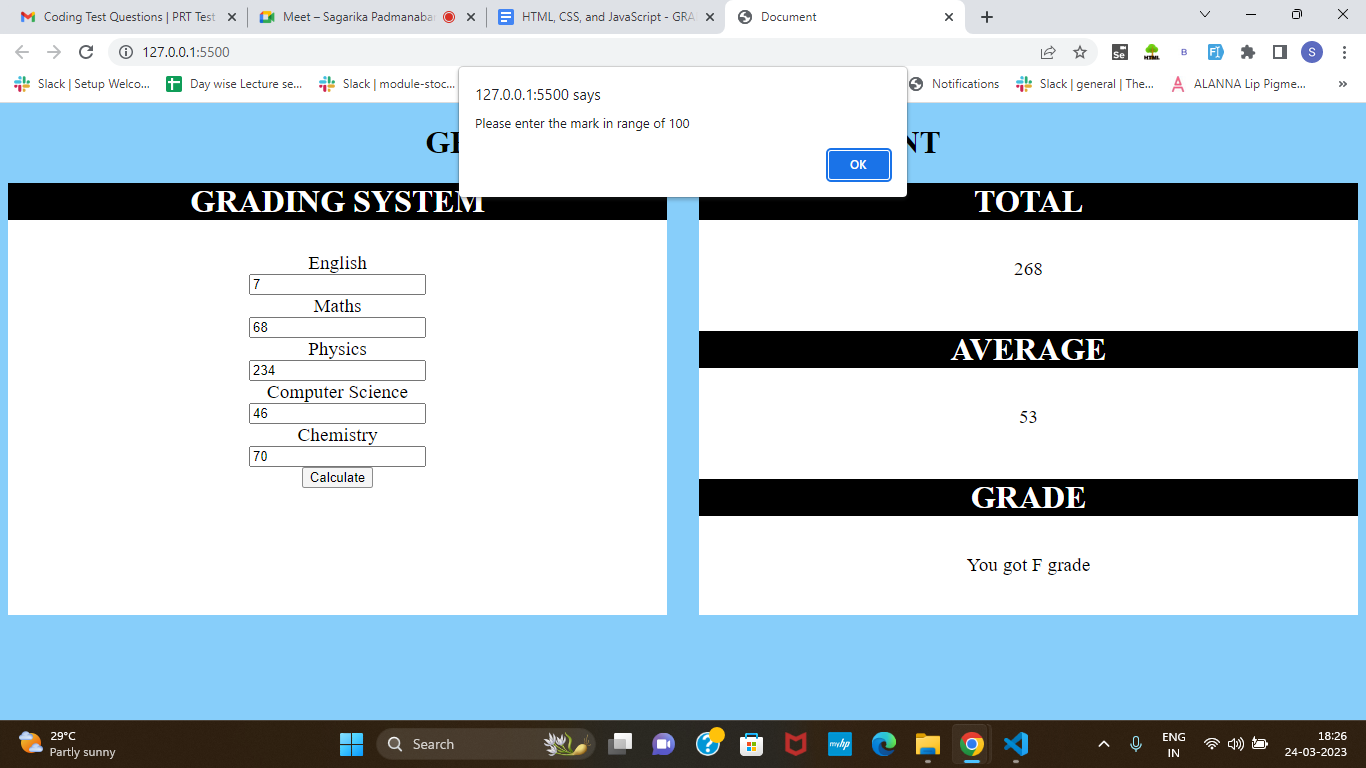 Coding Test Questions | PRT Test
Meet – Sagarika Padmanaba
HTML, CSS, and JavaScript - GRA
Document
127.0.0.1:5500
Slack | Setup Welco...
Day wise Lecture se...
Slack | module-stoc...
Notifications
Slack | general | The...
ALANNA Lip Pigme...
»
127.0.0.1:5500 says
Please enter the mark in range of 100
OK
GRADING SYSTEM
English
7
Maths
68
Physics
234
Computer Science
46
Chemistry
70
Calculate
TOTAL
268
AVERAGE
53
GRADE
You got F grade
29°C
Partly sunny
Search
ENG
IN
18:26
24-03-2023